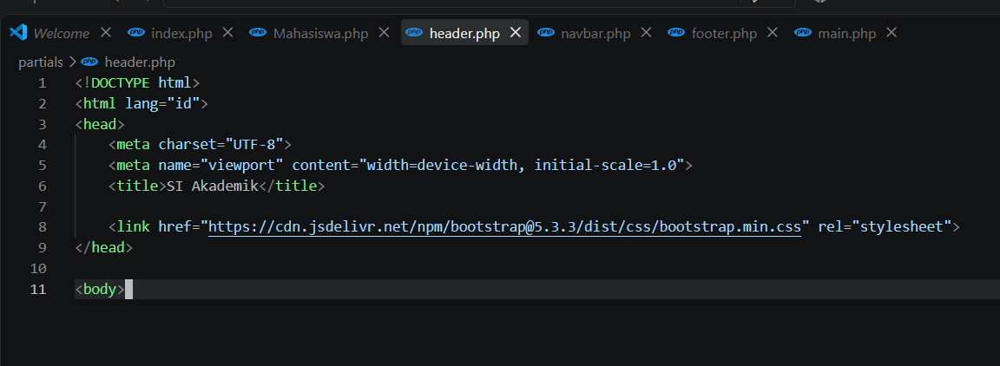 Welcome index.php Mahasiswa.php header.php navbar.php footer.php main.php
partials > header.php
1 <!DOCTYPE html>
2 <html lang="id">
3 <head>
4     <meta charset="UTF-8">
5     <meta name="viewport" content="width=device-width, initial-scale=1.0">
6     <title>SI Akademik</title>
7
8     <link href="https://cdn.jsdelivr.net/npm/bootstrap@5.3.3/dist/css/bootstrap.min.css" rel="stylesheet">
9 </head>
10
11 <body>